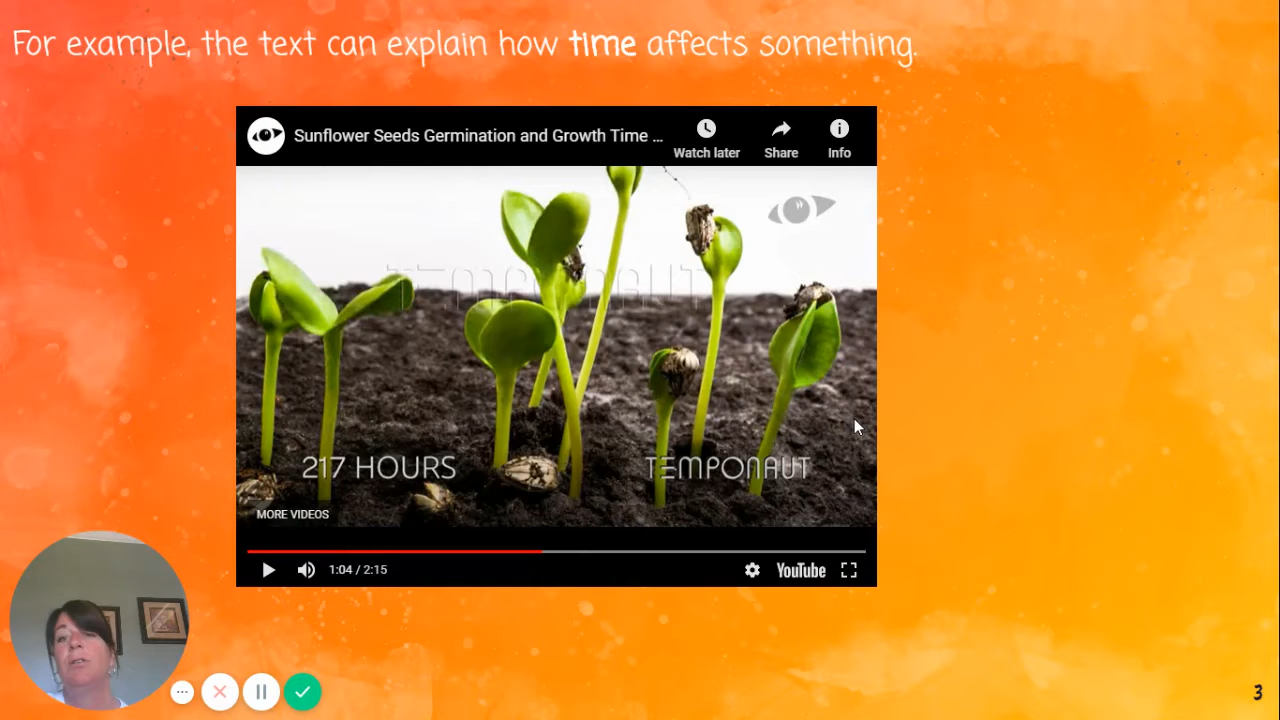 For example, the text can explain how time affects something.
Sunflower Seeds Germination and Growth Time ...
Watch later
Share
Info
TEMPONAUT
217 HOURS
TEMPONAUT
MORE VIDEOS
1:04 / 2:15
YouTube
3